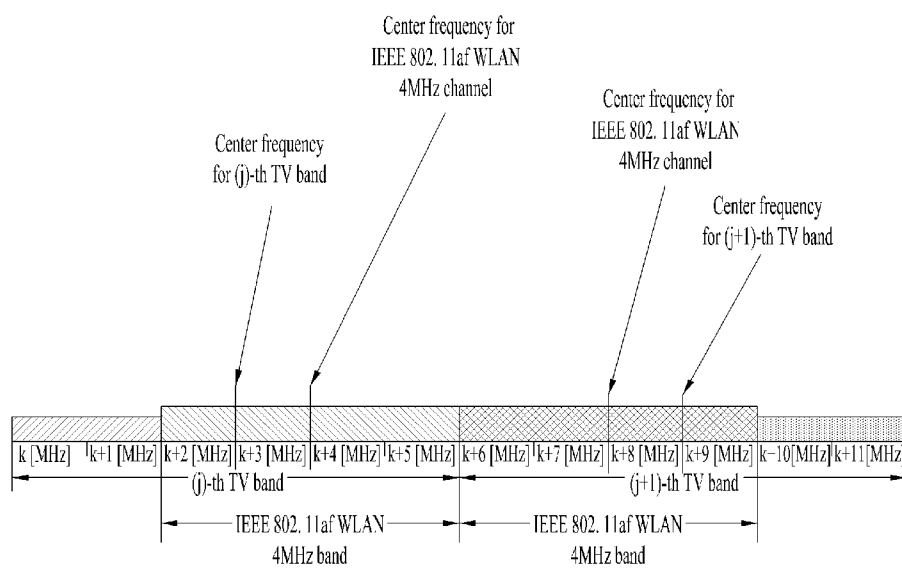 Center frequency for
IEEE 802. 11af WLAN
4MHz channel
Center frequency for
IEEE 802. 11af WLAN
4MHz channel
Center frequency
for (j)-th TV band
Center frequency
for (j+1)-th TV band
k [MHz] k+1 [MHz] k+2 [MHz] k+3 [MHz] k+4 [MHz] k+5 [MHz] k+6 [MHz] k+7 [MHz] k+8 [MHz] k+9 [MHz] k-10[MHz] k+11[MHz]
(j)-th TV band (j+1)-th TV band
IEEE 802. 11af WLAN IEEE 802. 11af WLAN
4MHz band 4MHz band